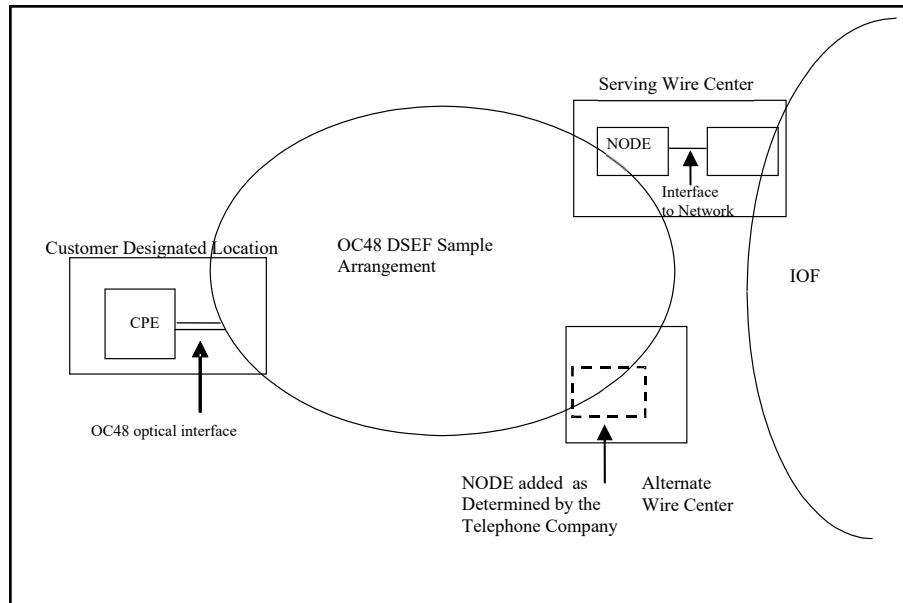 Serving Wire Center
NODE
Interface
to Network
Customer Designated Location
OC48 DSEF Sample
Arrangement
IOF
CPE
OC48 optical interface
NODE added as
Determined by the
Telephone Company
Alternate
Wire Center